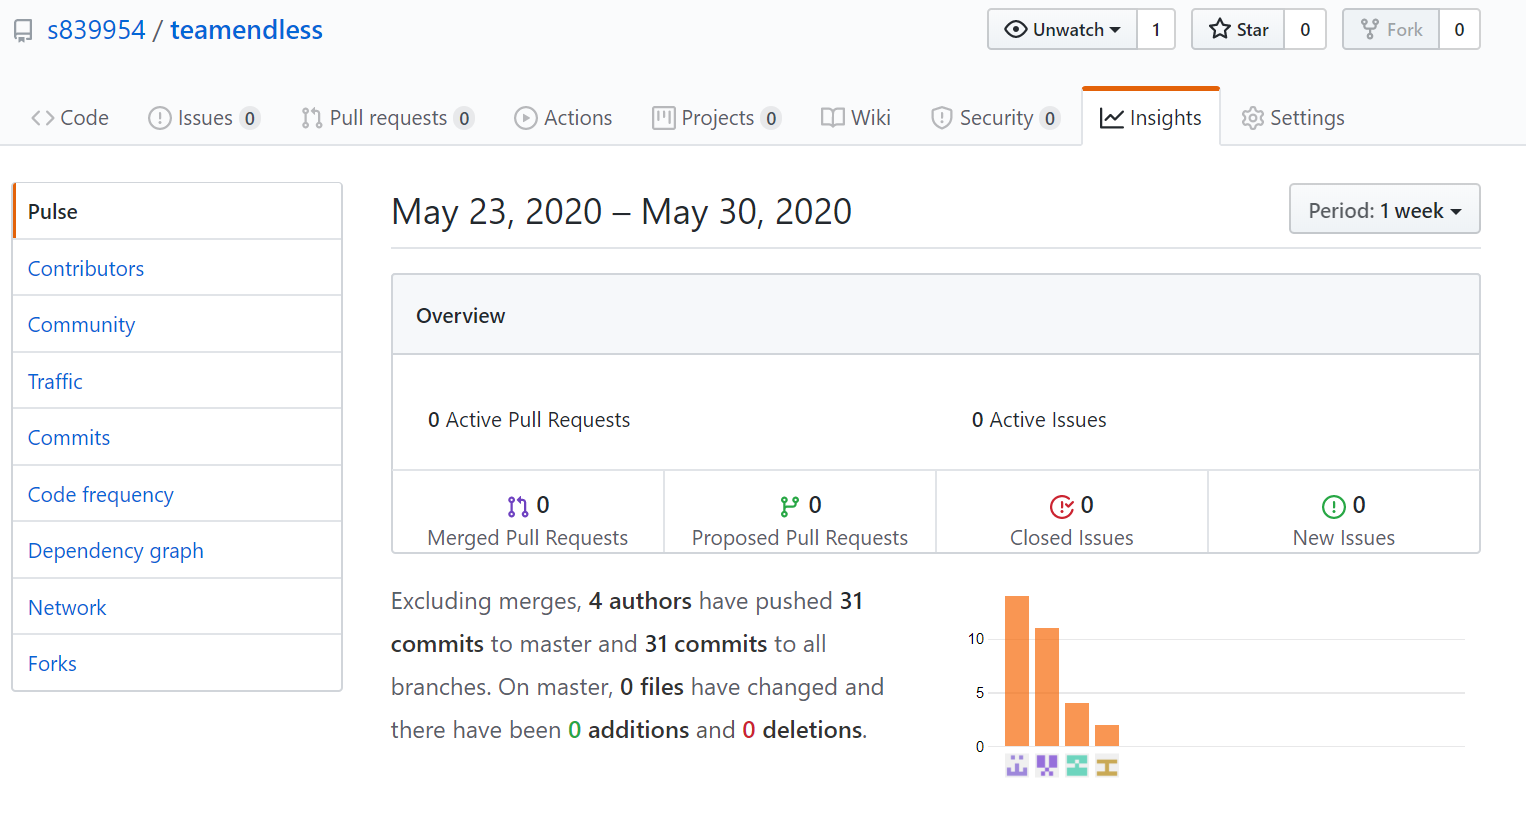 s839954 / teamendless
Unwatch 1 Star 0 Fork 0
Code Issues 0 Pull requests 0 Actions Projects 0 Wiki Security 0 Insights Settings
Pulse
Contributors
Community
Traffic
Commits
Code frequency
Dependency graph
Network
Forks
May 23, 2020 – May 30, 2020
Period: 1 week
Overview
0 Active Pull Requests
0 Active Issues
0
Merged Pull Requests
0
Proposed Pull Requests
0
Closed Issues
0
New Issues
Excluding merges, 4 authors have pushed 31
commits to master and 31 commits to all
branches. On master, 0 files have changed and
there have been 0 additions and 0 deletions.
10
5
0